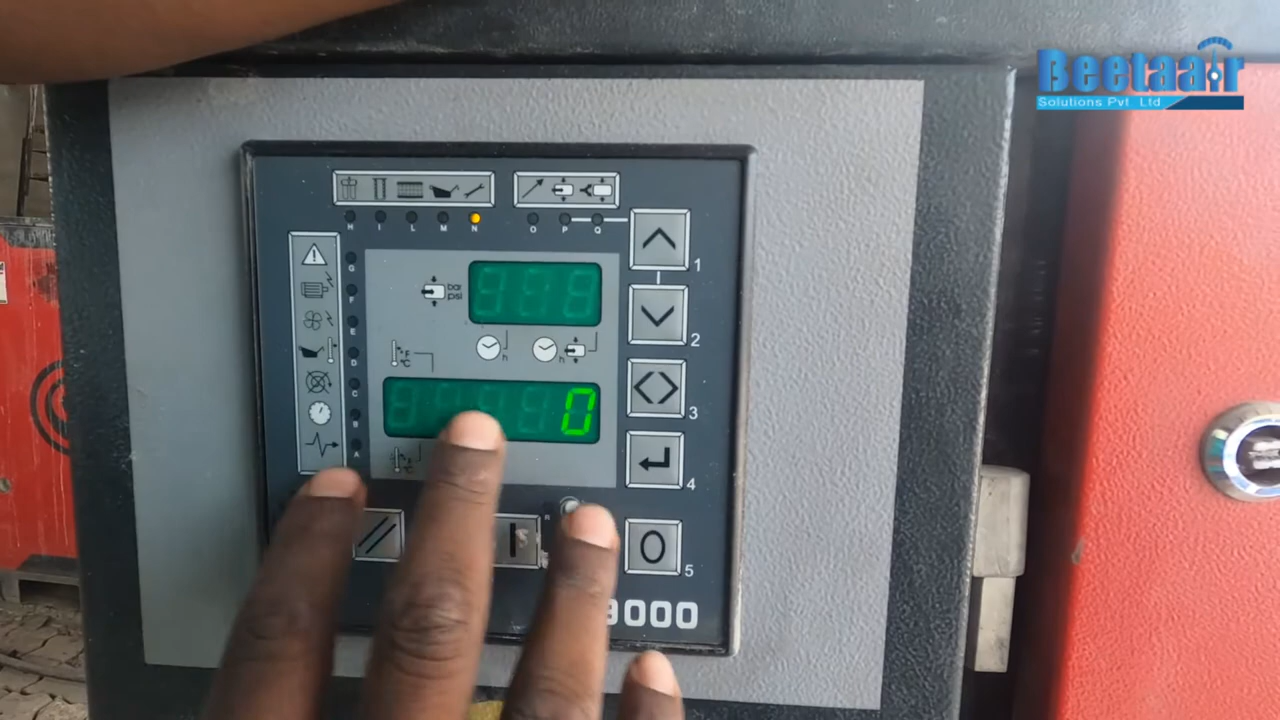 Beetaair
Solutions Pvt Ltd
H I L M N O P Q
G
F
E
D
C
B
A
bar
psi
h
h
°F
°C
1
2
3
4
5
0
9000